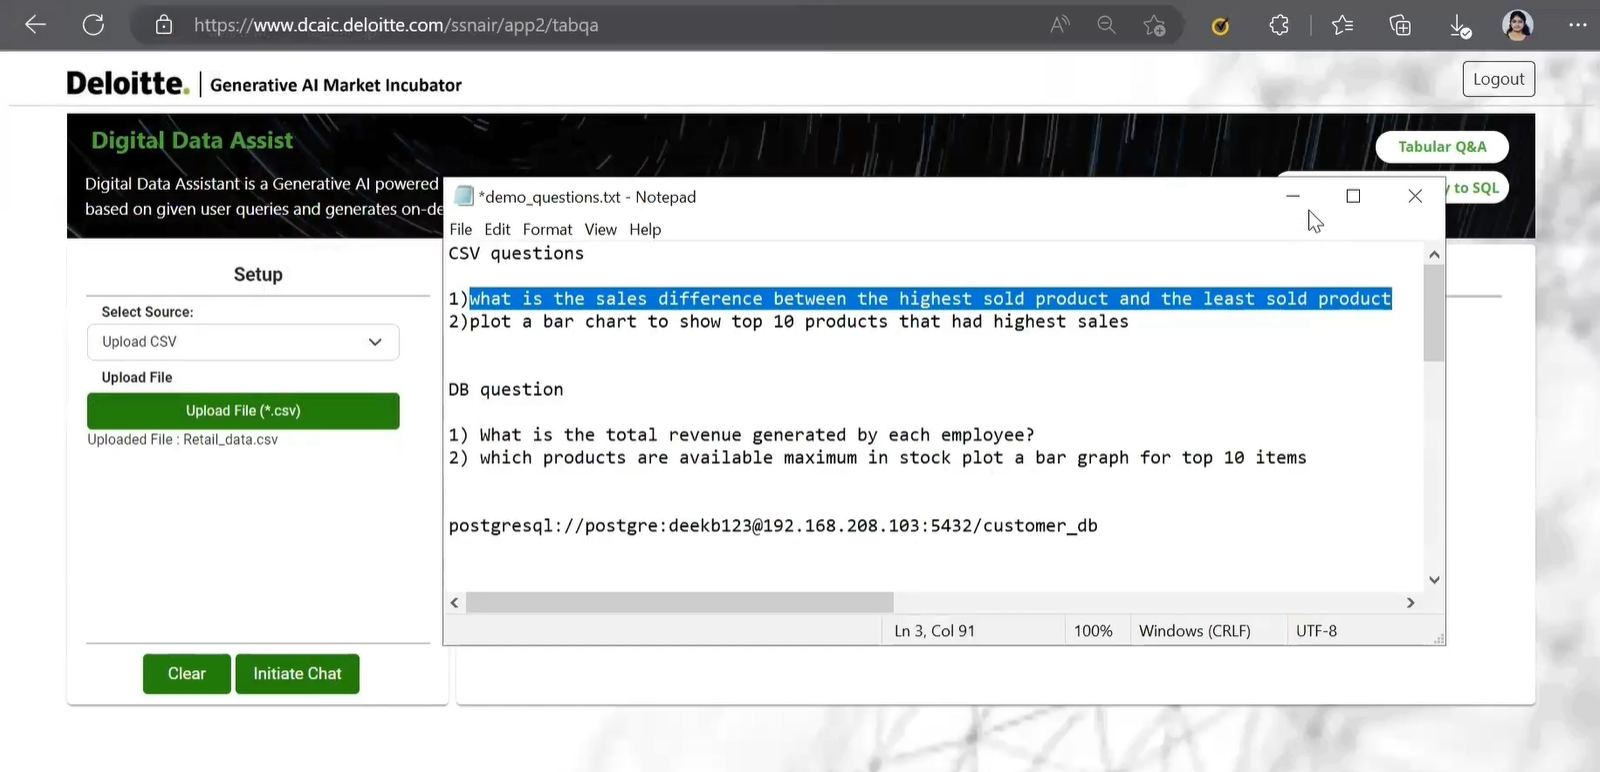 https://www.dcaic.deloitte.com/ssnair/app2/tabqa
Deloitte. | Generative AI Market Incubator
Logout
Digital Data Assist
Tabular Q&A
Digital Data Assistant is a Generative AI powered
based on given user queries and generates on-de
y to SQL
*demo_questions.txt - Notepad
File Edit Format View Help
CSV questions
1)what is the sales difference between the highest sold product and the least sold product
2)plot a bar chart to show top 10 products that had highest sales
DB question
1) What is the total revenue generated by each employee?
2) which products are available maximum in stock plot a bar graph for top 10 items
postgresql://postgre:deekb123@192.168.208.103:5432/customer_db
Ln 3, Col 91
100%
Windows (CRLF)
UTF-8
Setup
Select Source:
Upload CSV
Upload File
Upload File (*.csv)
Uploaded File : Retail_data.csv
Clear
Initiate Chat